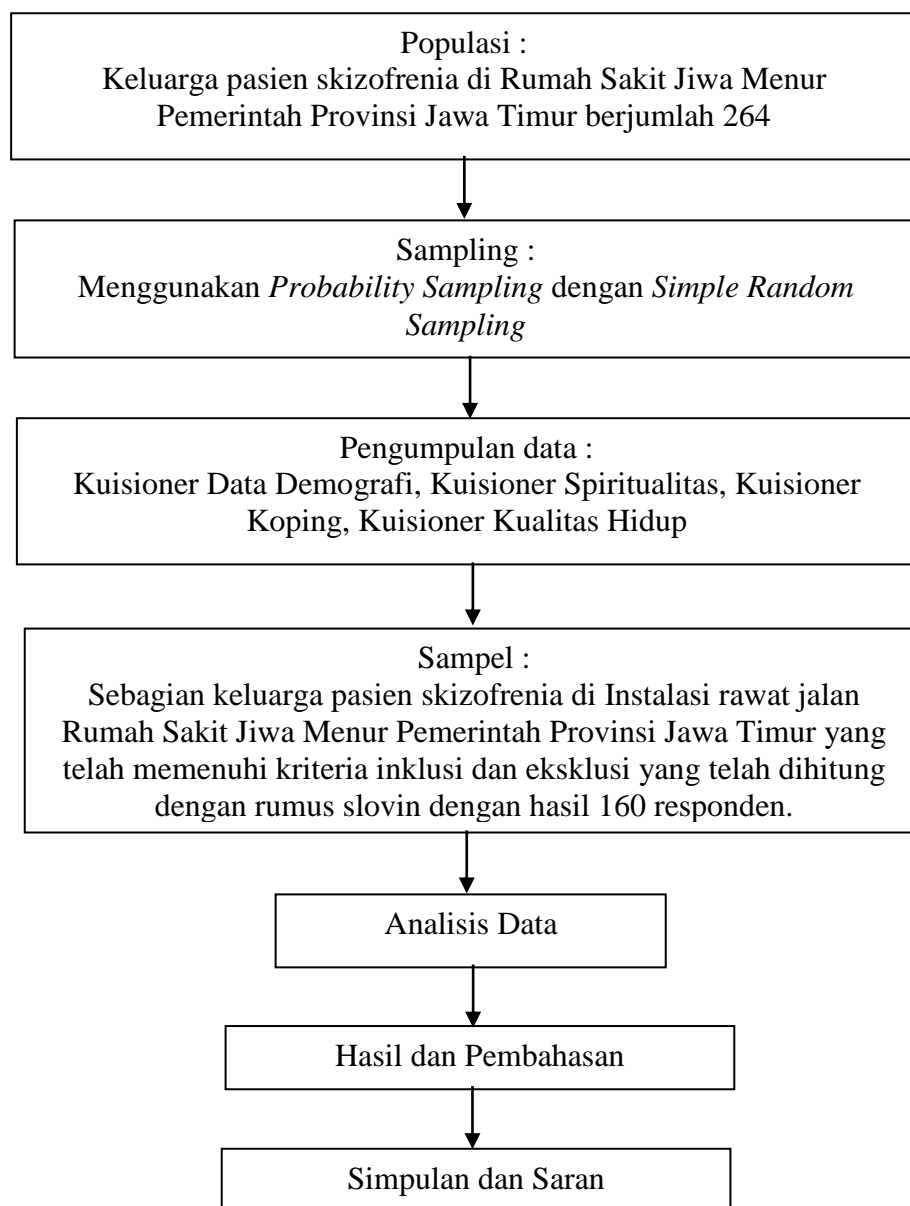 Populasi :
Keluarga pasien skizofrenia di Rumah Sakit Jiwa Menur
Pemerintah Provinsi Jawa Timur berjumlah 264
Sampling :
Menggunakan Probability Sampling dengan Simple Random
Sampling
Pengumpulan data :
Kuisioner Data Demografi, Kuisioner Spiritualitas, Kuisioner
Koping, Kuisioner Kualitas Hidup
Sampel :
Sebagian keluarga pasien skizofrenia di Instalasi rawat jalan
Rumah Sakit Jiwa Menur Pemerintah Provinsi Jawa Timur yang
telah memenuhi kriteria inklusi dan eksklusi yang telah dihitung
dengan rumus slovin dengan hasil 160 responden.
Analisis Data
Hasil dan Pembahasan
Simpulan dan Saran